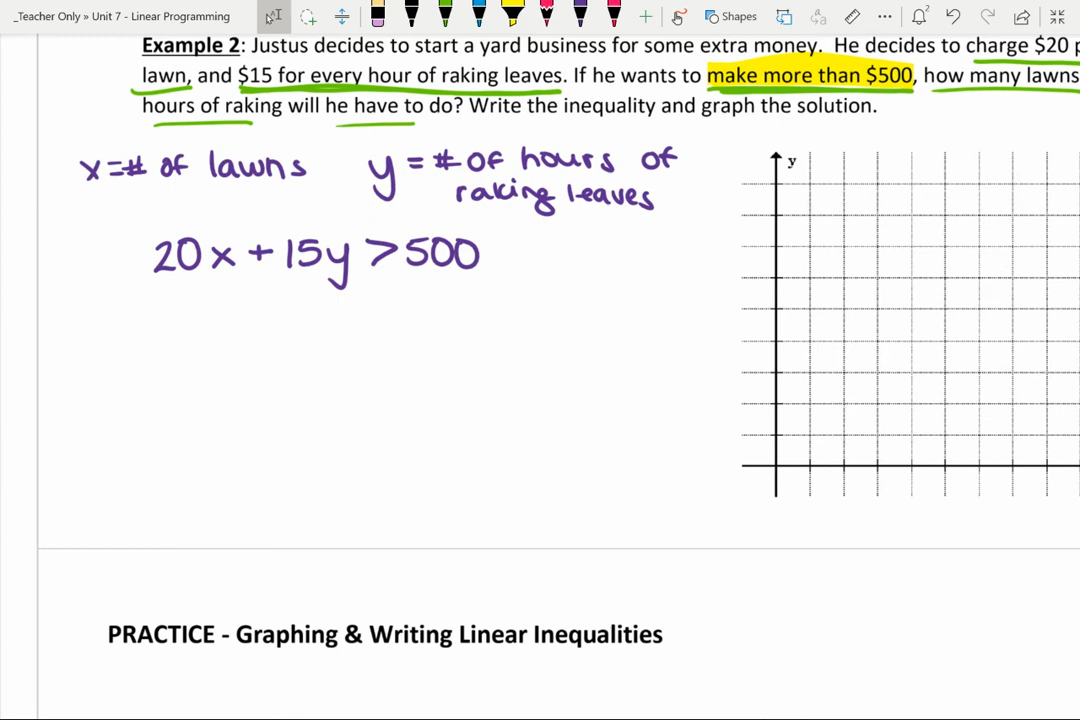 _Teacher Only » Unit 7 - Linear Programming
Shapes
2
Example 2: Justus decides to start a yard business for some extra money. He decides to charge $20
lawn, and $15 for every hour of raking leaves. If he wants to make more than $500, how many lawns
hours of raking will he have to do? Write the inequality and graph the solution.
x = # of lawns y = # of hours of
raking leaves
20x + 15y > 500
y
PRACTICE - Graphing & Writing Linear Inequalities